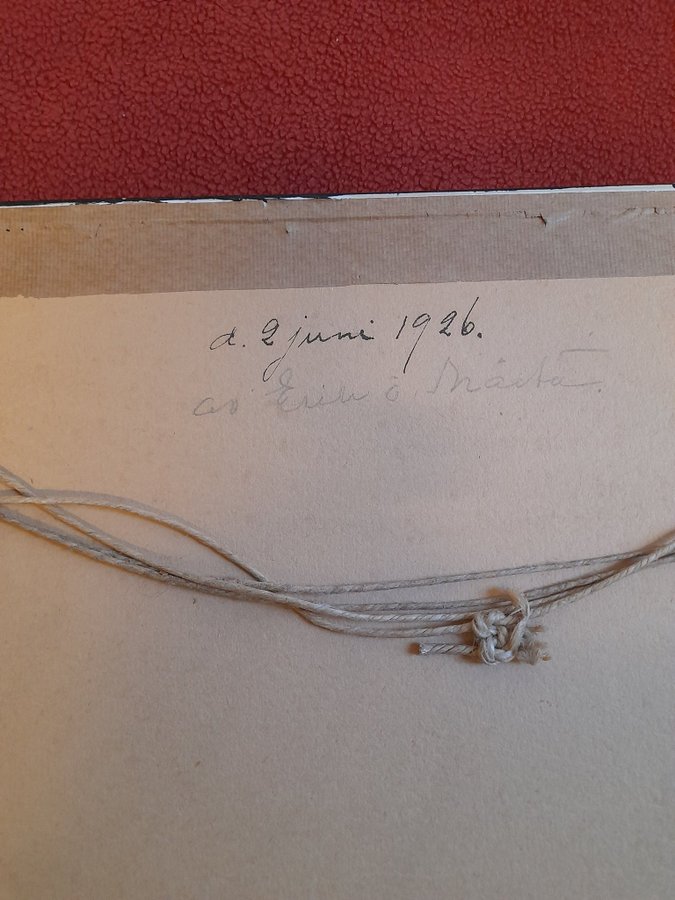 d. 2 juni 1926.
av Erik o Märta.